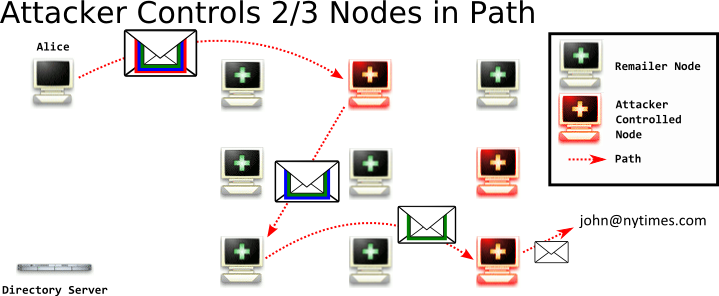 Attacker Controls 2/3 Nodes in Path
Alice
Remailer Node
Attacker
Controlled
Node
Path
john@nytimes.com
Directory Server